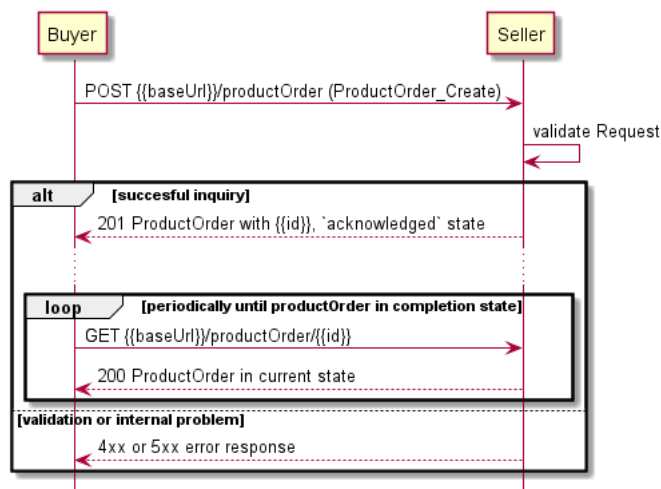 Buyer
Seller
POST {{baseUrl}}/productOrder (ProductOrder_Create)
validate Request
alt
[succesful inquiry]
201 ProductOrder with {{id}}, `acknowledged` state
loop
[periodically until productOrder in completion state]
GET {{baseUrl}}/productOrder/{{id}}
200 ProductOrder in current state
[validation or internal problem]
4xx or 5xx error response